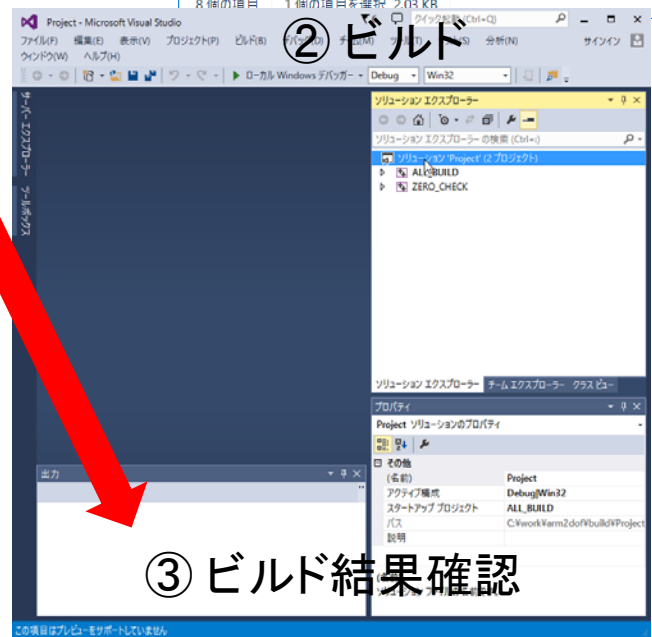 8 個の項目 1 個の項目を選択 2.03 KB
Project - Microsoft Visual Studio
クイック起動 (Ctrl+Q)
② ビルド
ファイル(F) 編集(E) 表示(V) プロジェクト(P) ビルド(B) デバッグ(D) チーム(M) ツール(T) (S) 分析(N) サインイン
ウィンドウ(W) ヘルプ(H)
ローカル Windows デバッガー Debug Win32
サーバー エクスプローラー
ツールボックス
ソリューション エクスプローラー
ソリューション エクスプローラー の検索 (Ctrl+:)
ソリューション 'Project' (2 プロジェクト)
ALL_BUILD
ZERO_CHECK
ソリューション エクスプローラー チーム エクスプローラー クラス ビュー
プロパティ
Project ソリューションのプロパティ
その他
(名前) Project
アクティブ構成 Debug|Win32
スタートアップ プロジェクト ALL_BUILD
パス C:¥work¥arm2dof¥build¥Project
説明
出力
③ ビルド結果確認
この項目はプレビューをサポートしていません